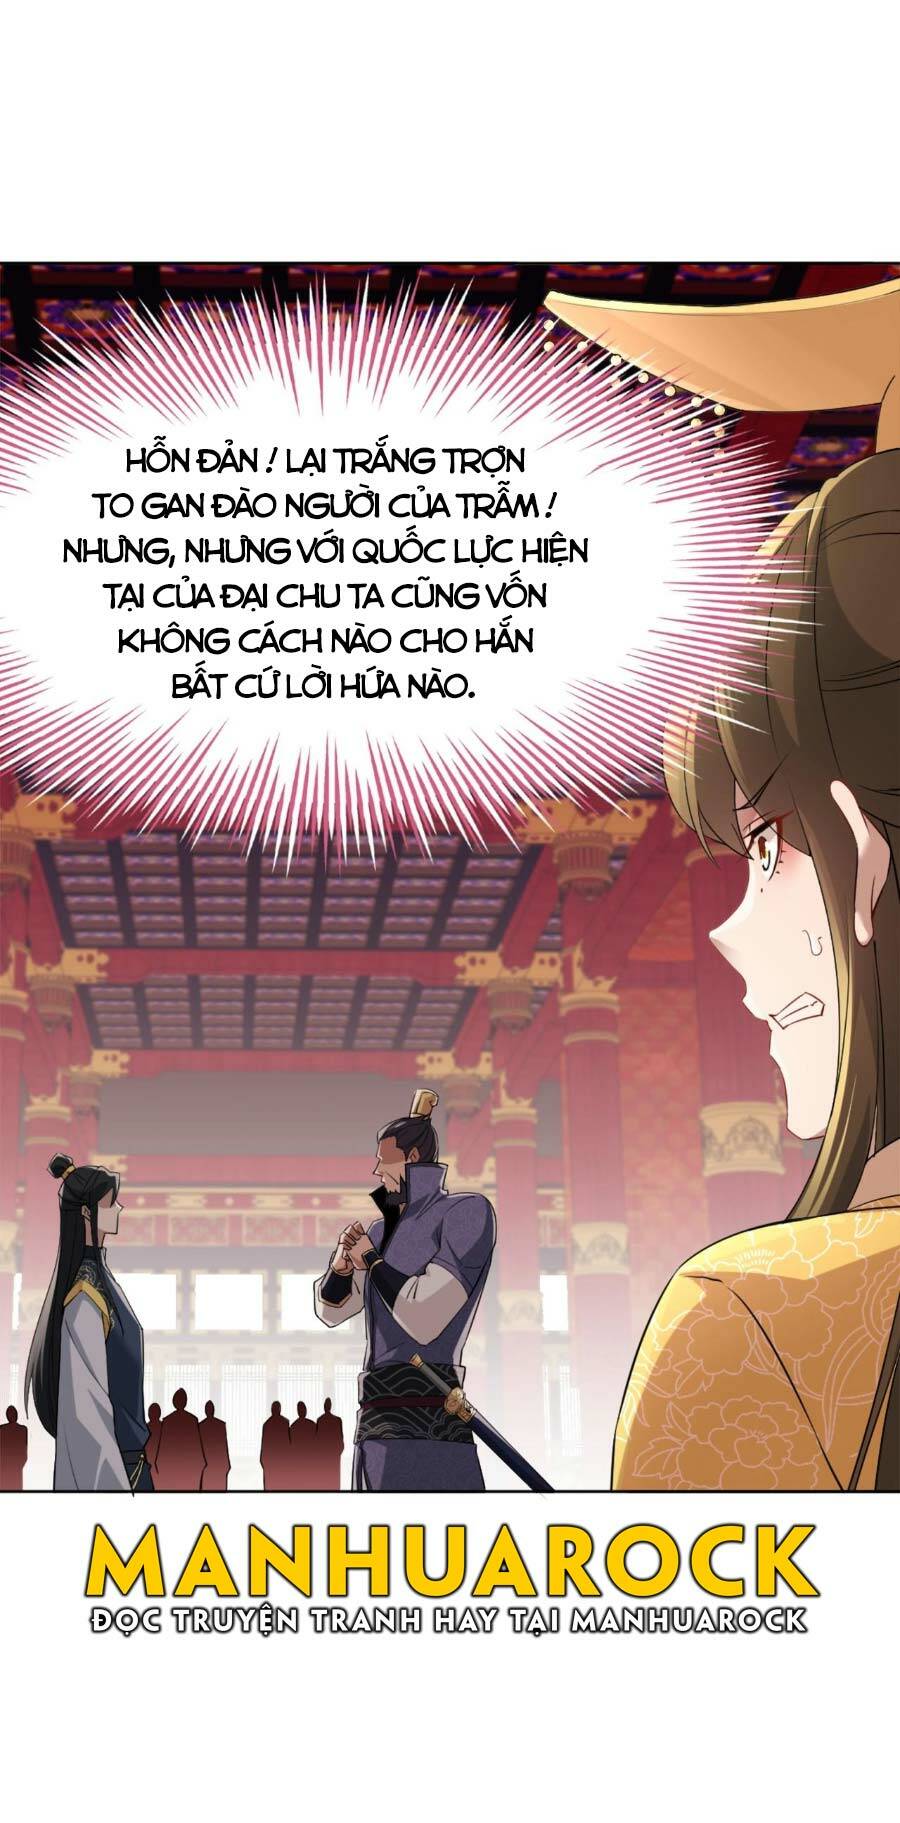 HỖN ĐẢN! LẠI TRẮNG TRỢN
TO GAN ĐÀO NGƯỜI CỦA TRẪM!
NHƯNG, NHƯNG VỚI QUỐC LỰC HIỆN
TẠI CỦA ĐẠI CHU TA CŨNG VỐN
KHÔNG CÁCH NÀO CHO HẮN
BẤT CỨ LỜI HỨA NÀO.
MANHUAROCK
ĐỌC TRUYỆN TRANH HAY TẠI MANHUAROCK